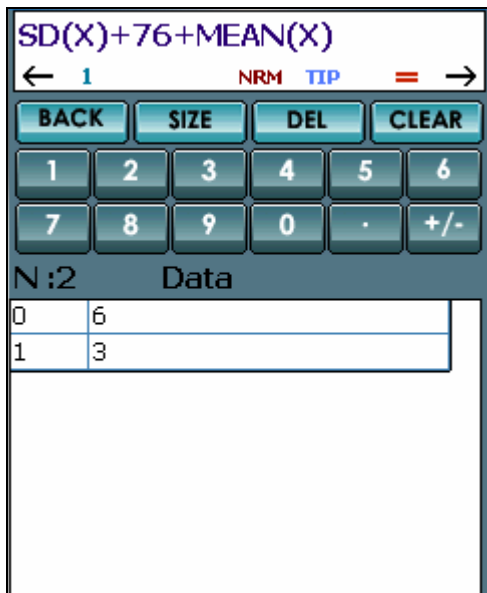 SD(X)+76+MEAN(X)
← 1 NRM TIP = →
BACK SIZE DEL CLEAR
1 2 3 4 5 6
7 8 9 0 · +/-
N :2 Data
0 6
1 3